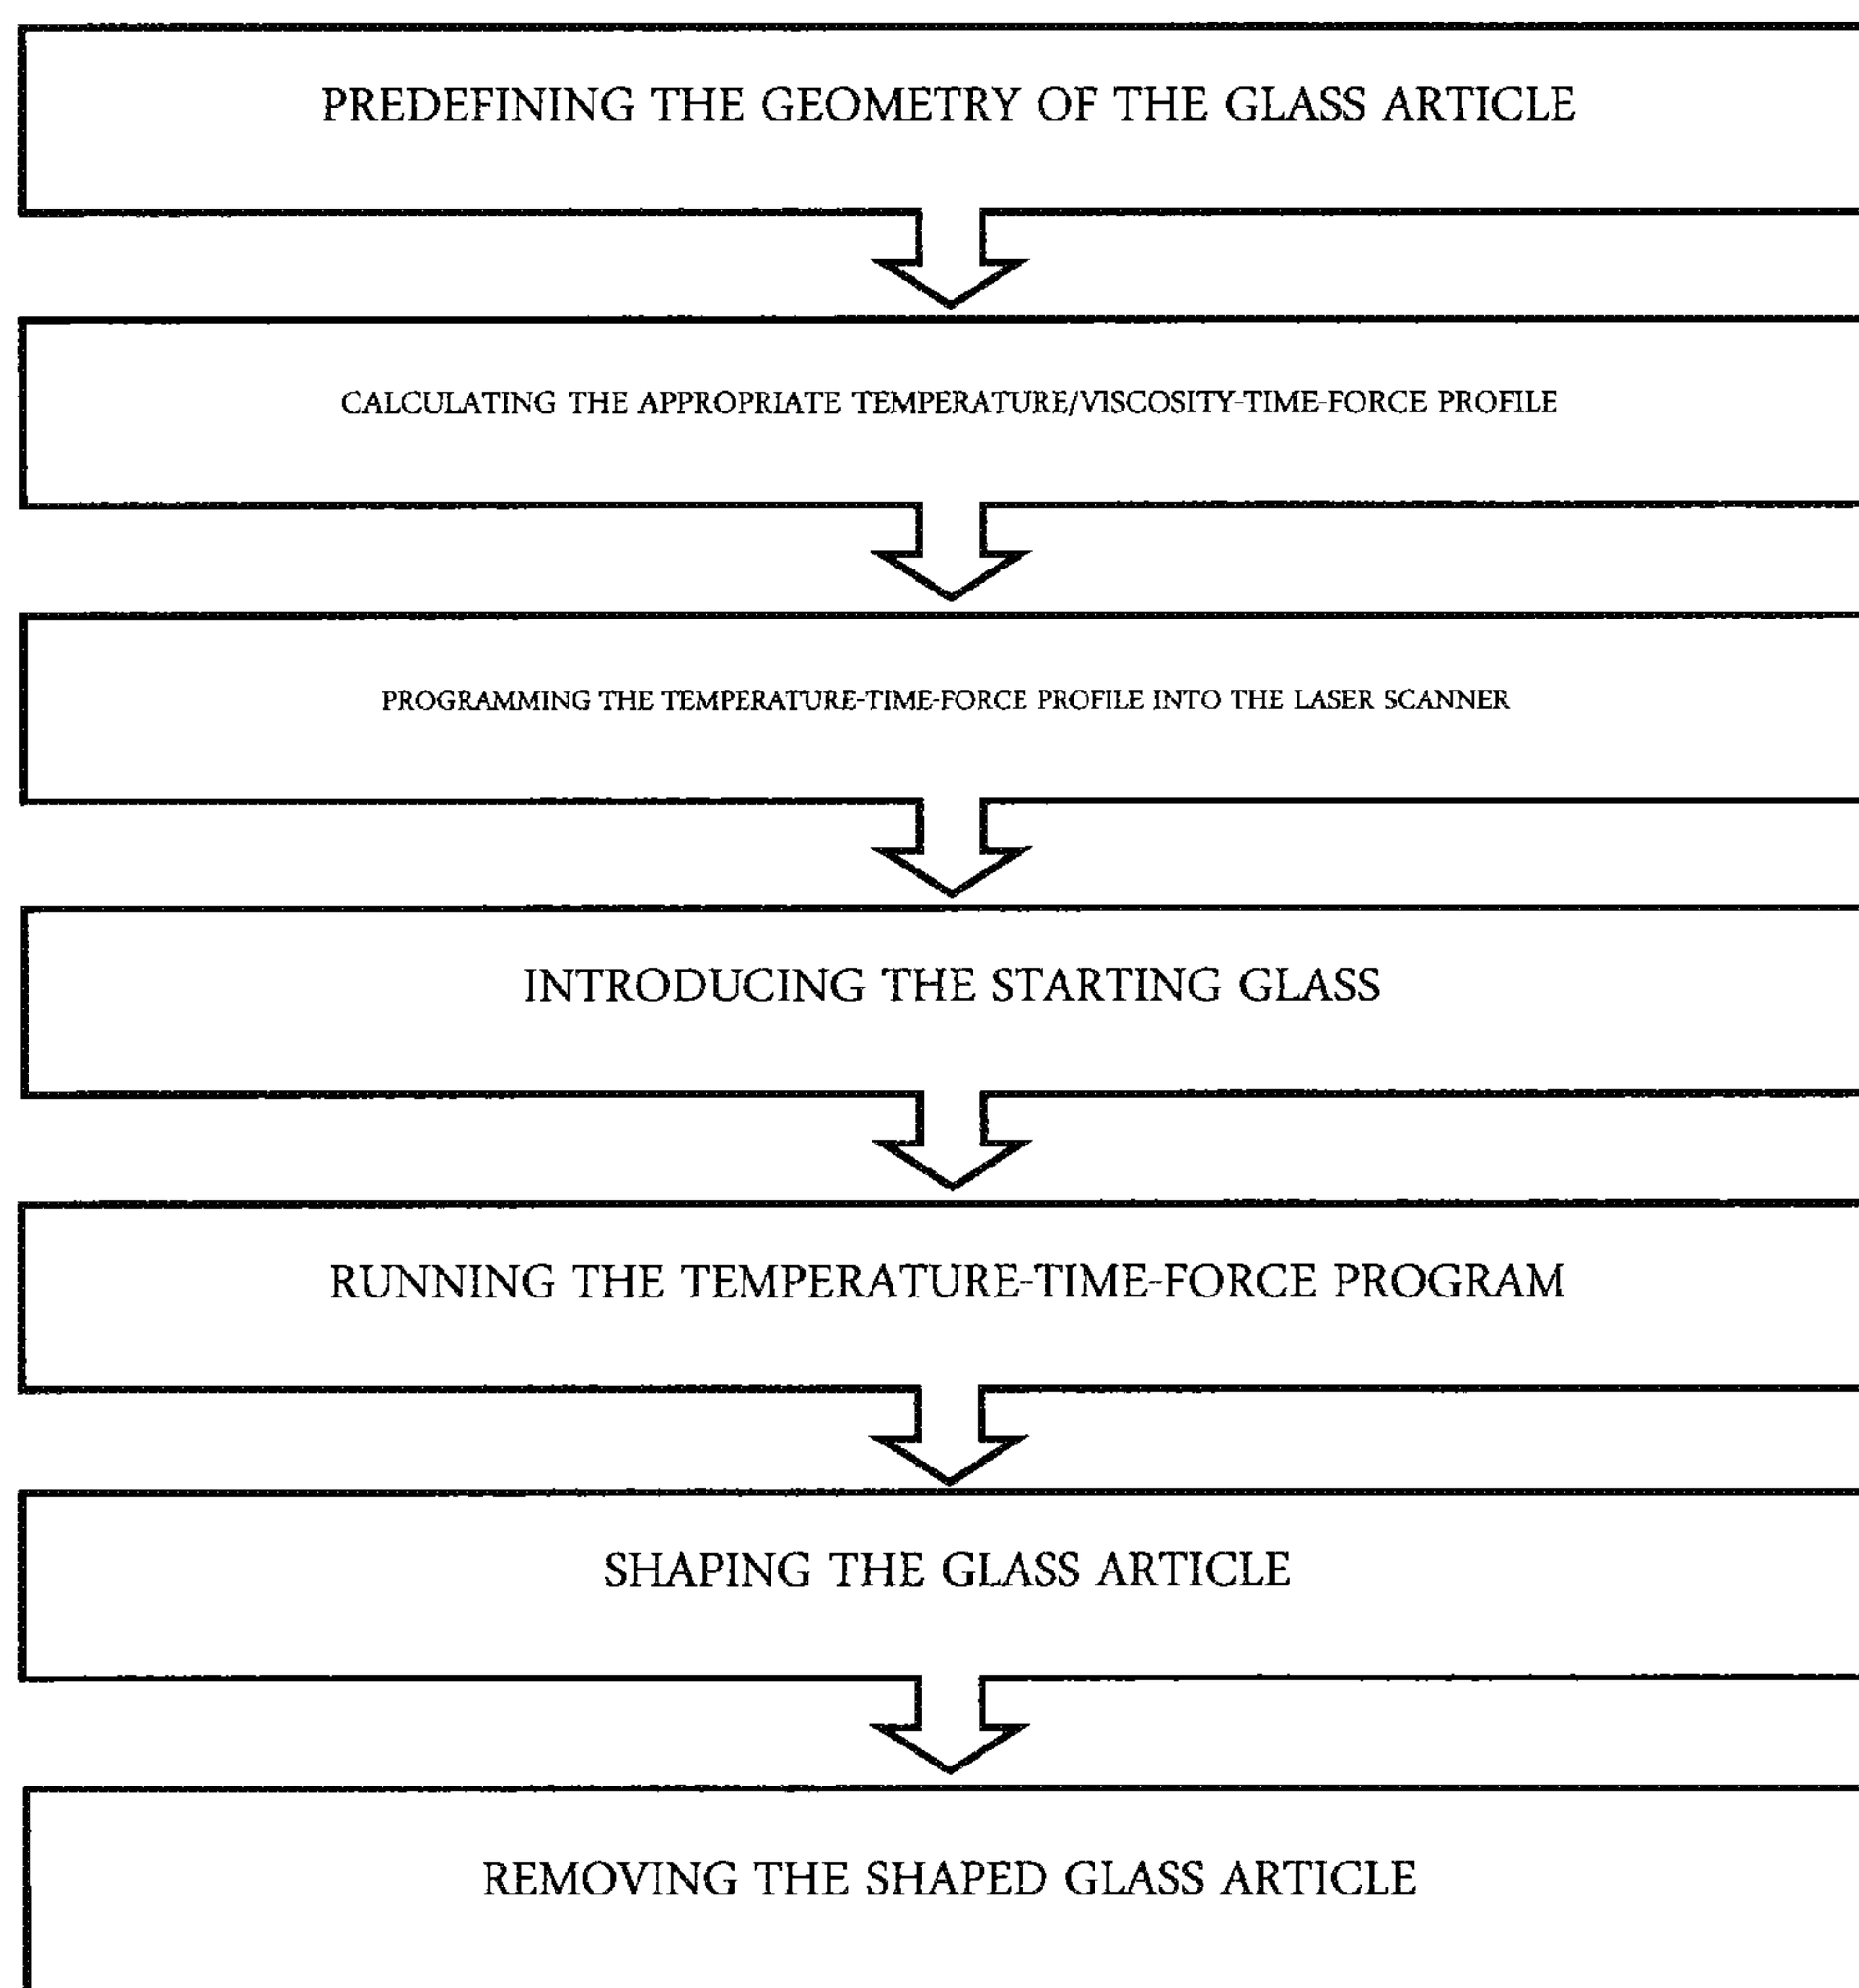 PREDEFINING THE GEOMETRY OF THE GLASS ARTICLE
CALCULATING THE APPROPRIATE TEMPERATURE/VISCOSITY-TIME-FORCE PROFILE
PROGRAMMING THE TEMPERATURE-TIME-FORCE PROFILE INTO THE LASER SCANNER
INTRODUCING THE STARTING GLASS
RUNNING THE TEMPERATURE-TIME-FORCE PROGRAM
SHAPING THE GLASS ARTICLE
REMOVING THE SHAPED GLASS ARTICLE